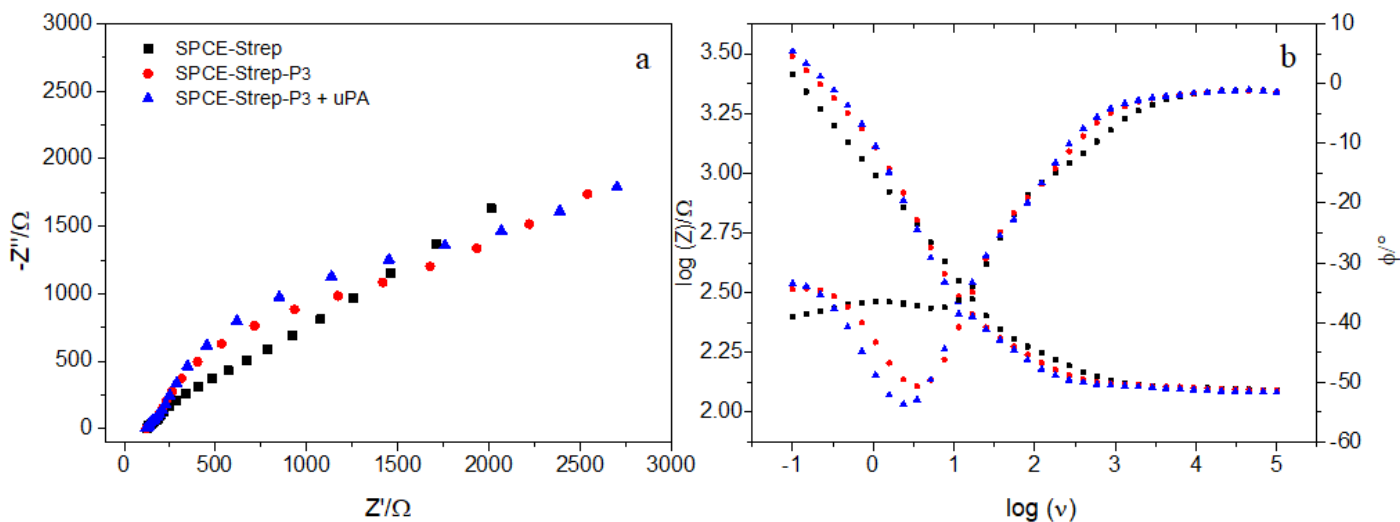 3000
2500
2000
1500
1000
500
0
-Z''/Ω
SPCE-Strep
SPCE-Strep-P3
SPCE-Strep-P3 + uPA
a
0 500 1000 1500 2000 2500 3000
Z'/Ω
3.50
3.25
3.00
2.75
2.50
2.25
2.00
log (Z)/Ω
b
10
0
-10
-20
-30
-40
-50
-60
ϕ/°
-1 0 1 2 3 4 5
log (ν)